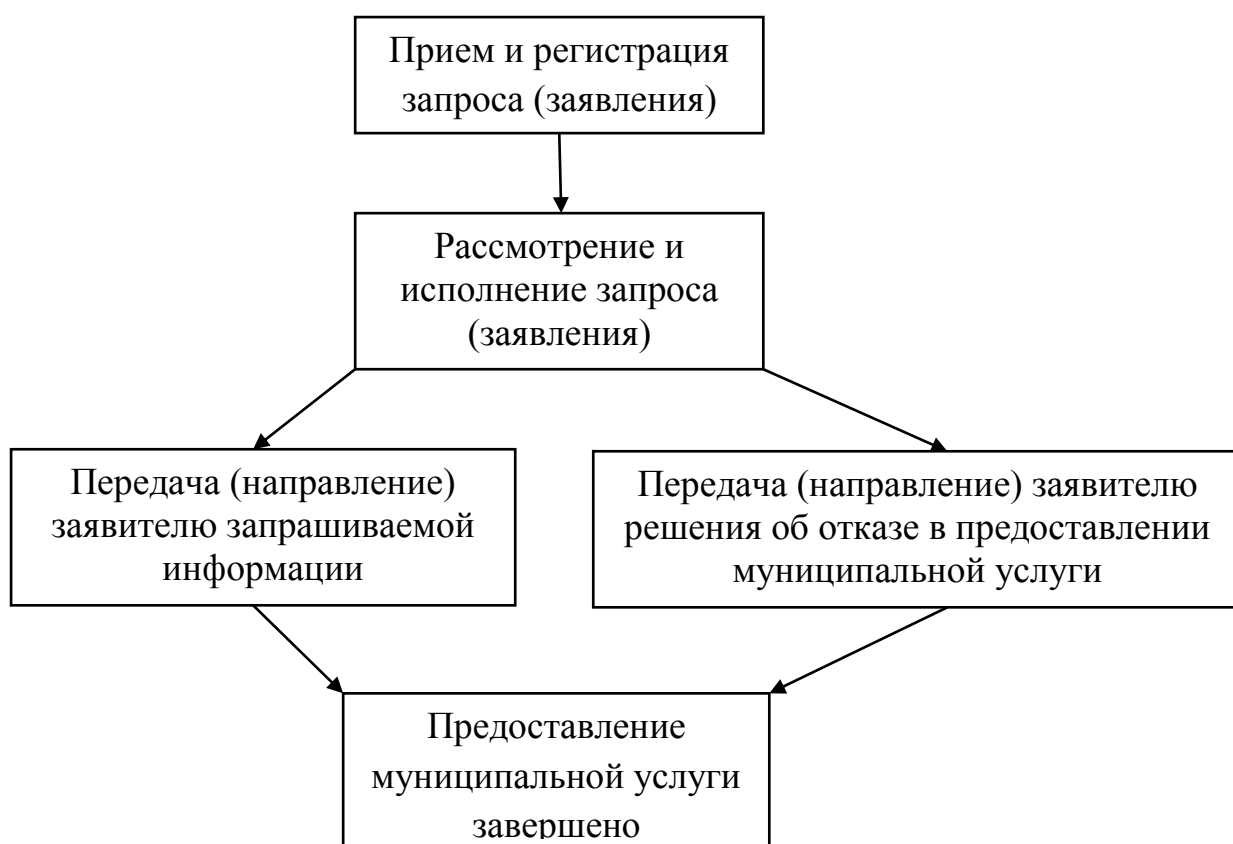 Прием и регистрация
запроса (заявления)
Рассмотрение и
исполнение запроса
(заявления)
Передача (направление)
заявителю запрашиваемой
информации
Передача (направление) заявителю
решения об отказе в предоставлении
муниципальной услуги
Предоставление
муниципальной услуги
завершено